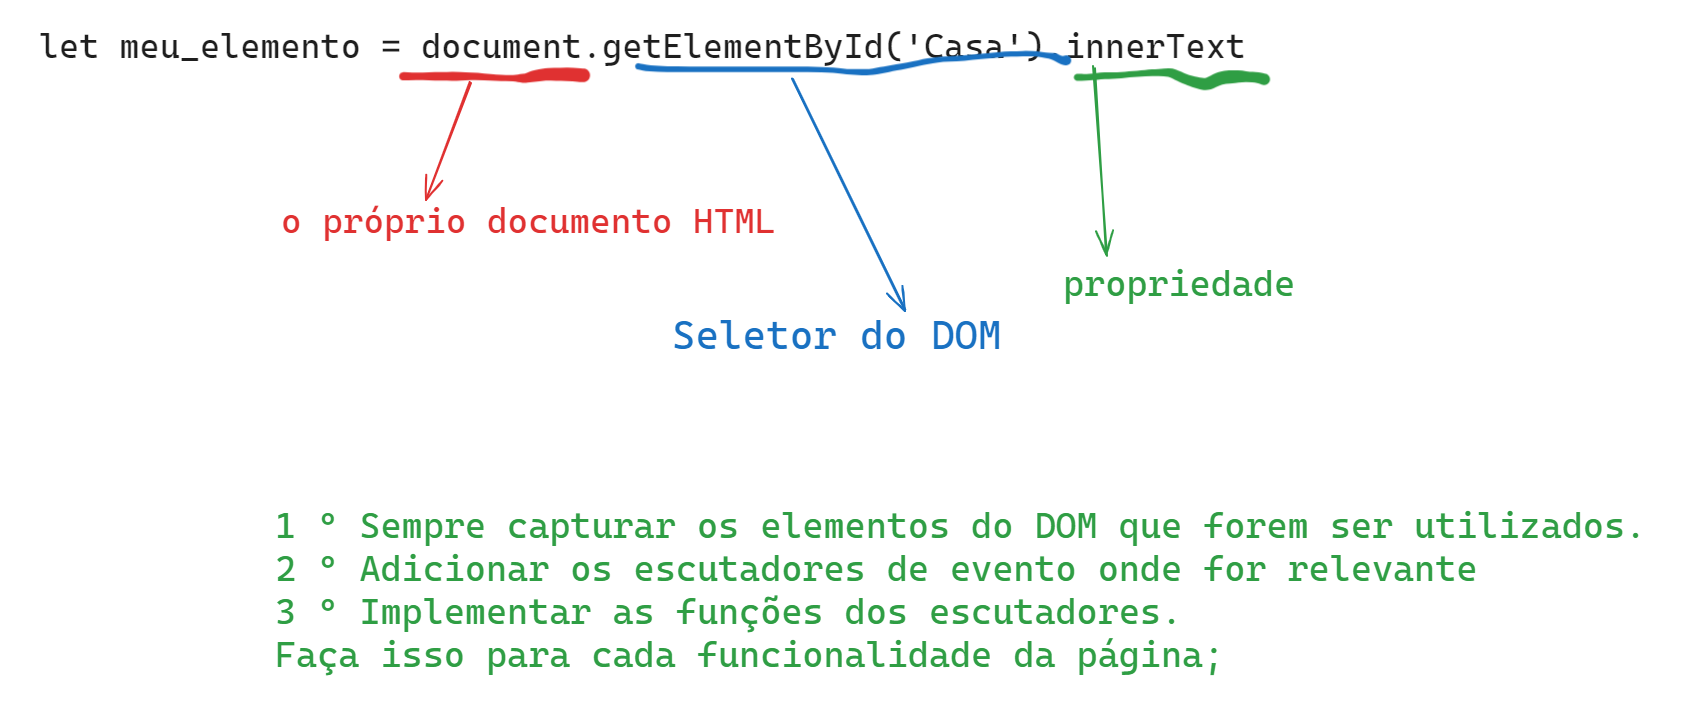 let meu_elemento = document.getElementById('Casa').innerText
o próprio documento HTML
propriedade
Seletor do DOM
1 ° Sempre capturar os elementos do DOM que forem ser utilizados.
2 ° Adicionar os escutadores de evento onde for relevante
3 ° Implementar as funções dos escutadores.
Faça isso para cada funcionalidade da página;